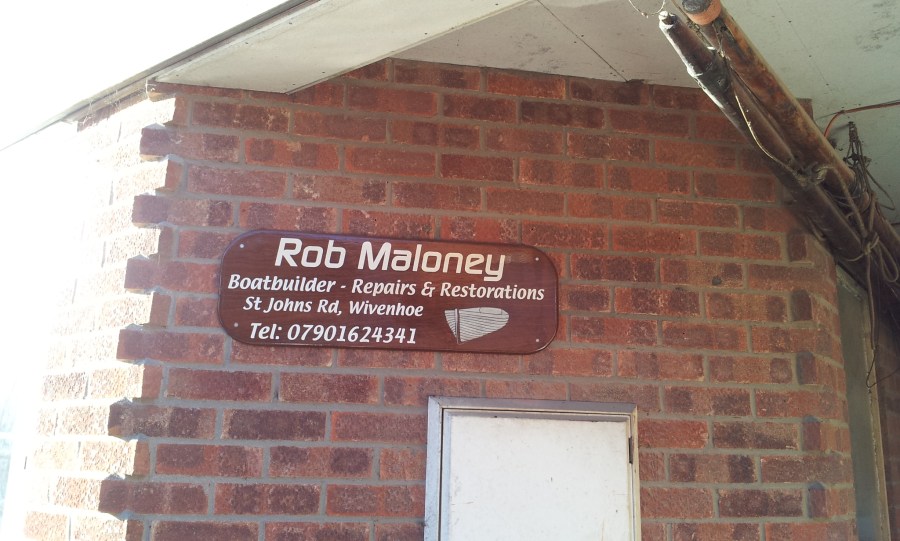 Rob Maloney
Boatbuilder - Repairs & Restorations
St Johns Rd, Wivenhoe
Tel: 07901624341